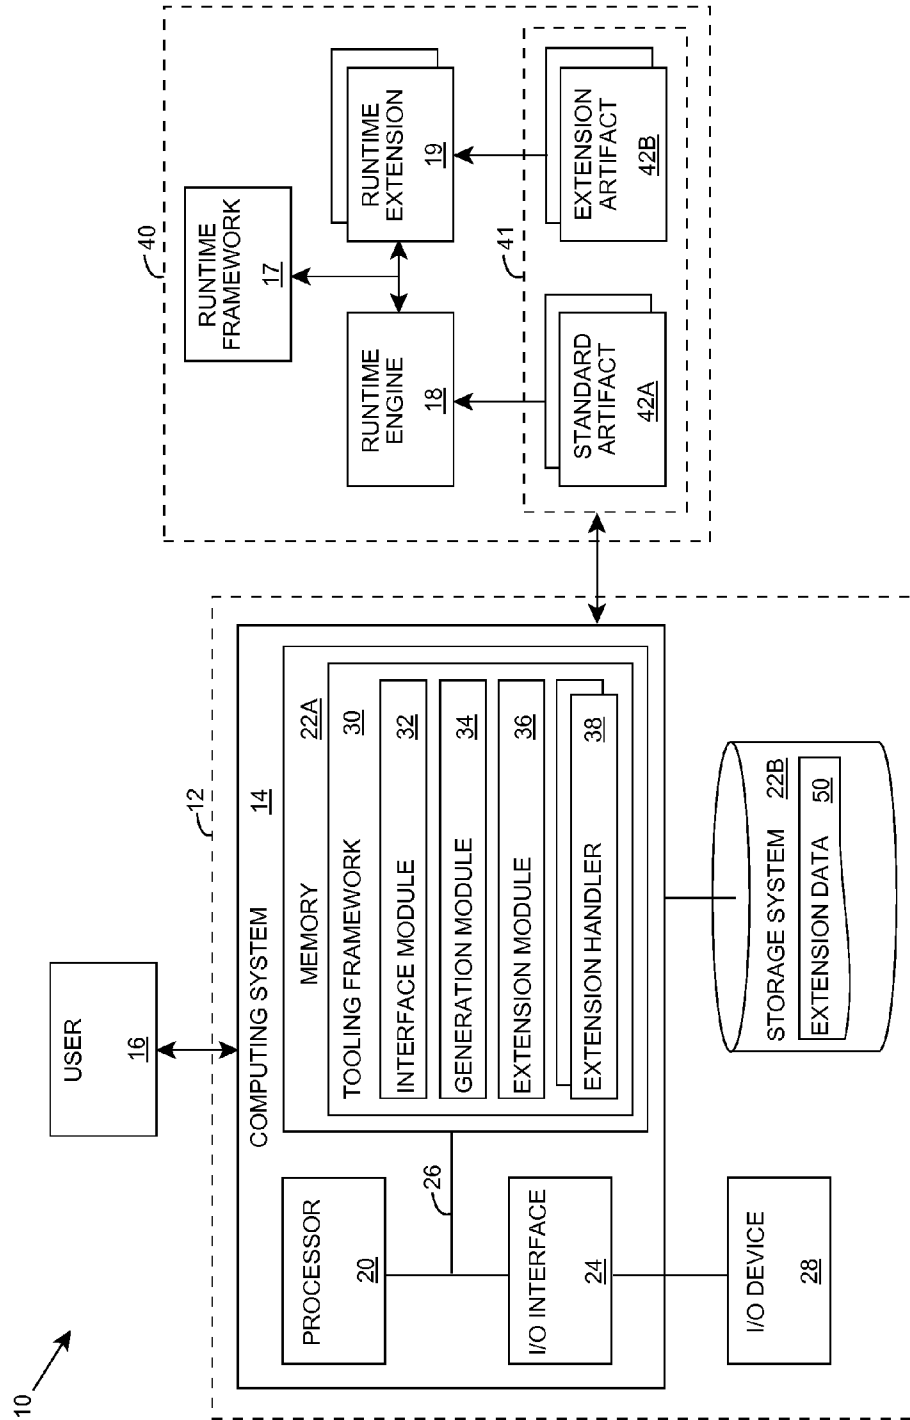 10
USER
16
12
COMPUTING SYSTEM
14
PROCESSOR
20
26
I/O INTERFACE
24
I/O DEVICE
28
MEMORY
22A
TOOLING FRAMEWORK
30
INTERFACE MODULE
32
GENERATION MODULE
34
EXTENSION MODULE
36
EXTENSION HANDLER
38
STORAGE SYSTEM
22B
EXTENSION DATA
50
40
RUNTIME
FRAMEWORK
17
RUNTIME
ENGINE
18
RUNTIME
EXTENSION
19
41
STANDARD
ARTIFACT
42A
EXTENSION
ARTIFACT
42B